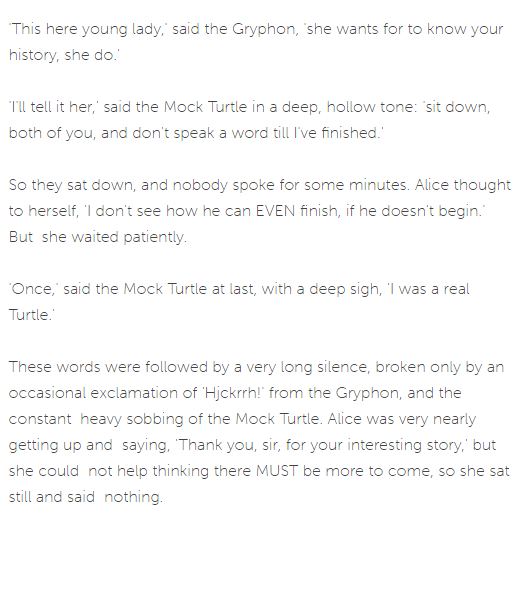 'This here young lady,' said the Gryphon, 'she wants for to know your
history, she do.'
'I'll tell it her,' said the Mock Turtle in a deep, hollow tone: 'sit down,
both of you, and don't speak a word till I've finished.'
So they sat down, and nobody spoke for some minutes. Alice thought
to herself, 'I don't see how he can EVEN finish, if he doesn't begin.'
But  she waited patiently.
'Once,' said the Mock Turtle at last, with a deep sigh, 'I was a real
Turtle.'
These words were followed by a very long silence, broken only by an
occasional exclamation of 'Hjckrrh!' from the Gryphon, and the
constant  heavy sobbing of the Mock Turtle. Alice was very nearly
getting up and  saying, 'Thank you, sir, for your interesting story,' but
she could  not help thinking there MUST be more to come, so she sat
still and said  nothing.